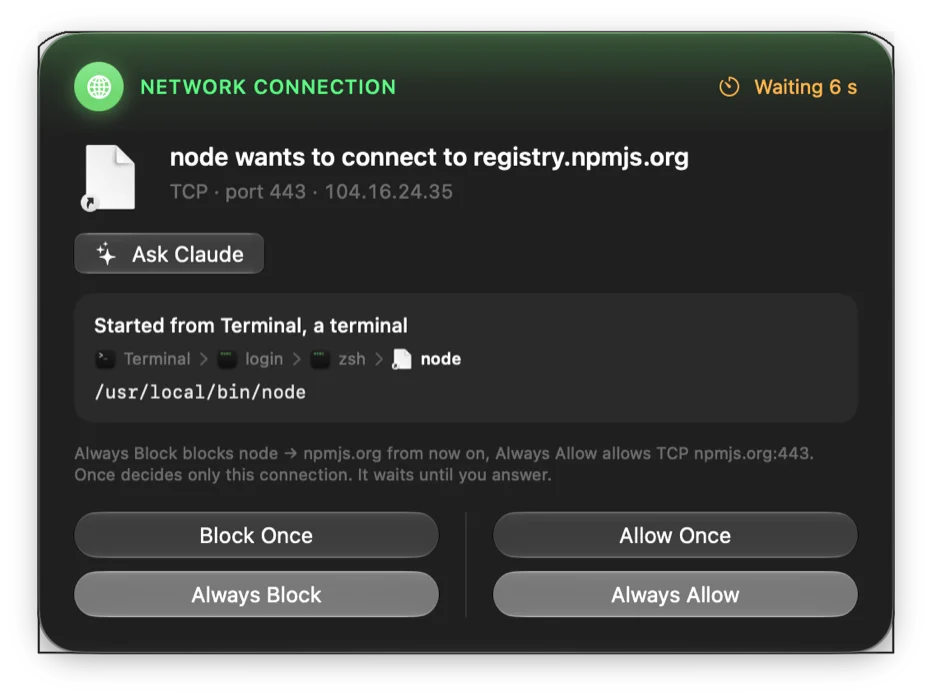 NETWORK CONNECTION
Waiting 6 s
node wants to connect to registry.npmjs.org
TCP · port 443 · 104.16.24.35
Ask Claude
Started from Terminal, a terminal
Terminal > login > zsh > node
/usr/local/bin/node
Always Block blocks node → npmjs.org from now on, Always Allow allows TCP npmjs.org:443.
Once decides only this connection. It waits until you answer.
Block Once
Allow Once
Always Block
Always Allow